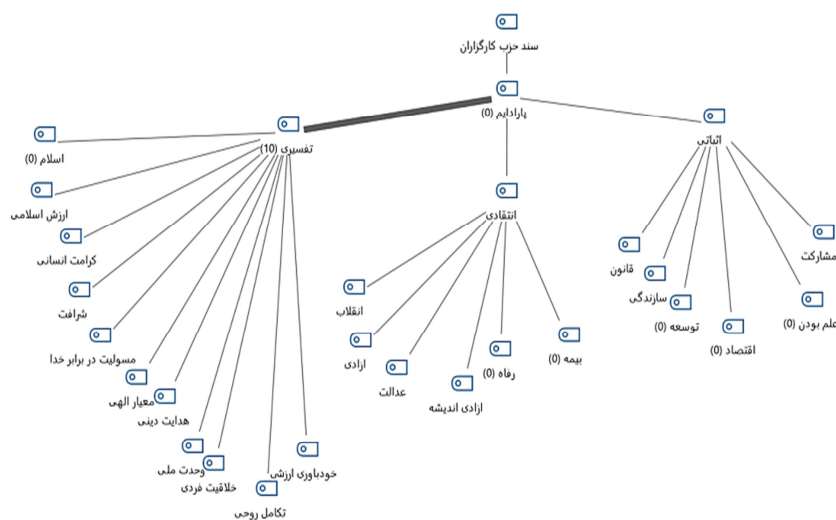 سند حزب کارگزاران
پارادایم (0)
تفسیری (10)
اثباتی
انتقادی
اسلام (0)
ارزش اسلامی
کرامت انسانی
شرافت
مسولیت در برابر خدا
معیار الهی
هدایت دینی
وحدت ملی
خلاقیت فردی
تکامل روحی
خودباوری ارزشی
انقلاب
ازادی
عدالت
ازادی اندیشه
رفاه (0)
بیمه (0)
قانون
سازندگی
توسعه (0)
اقتصاد (0)
علم بودن (0)
مشارکت